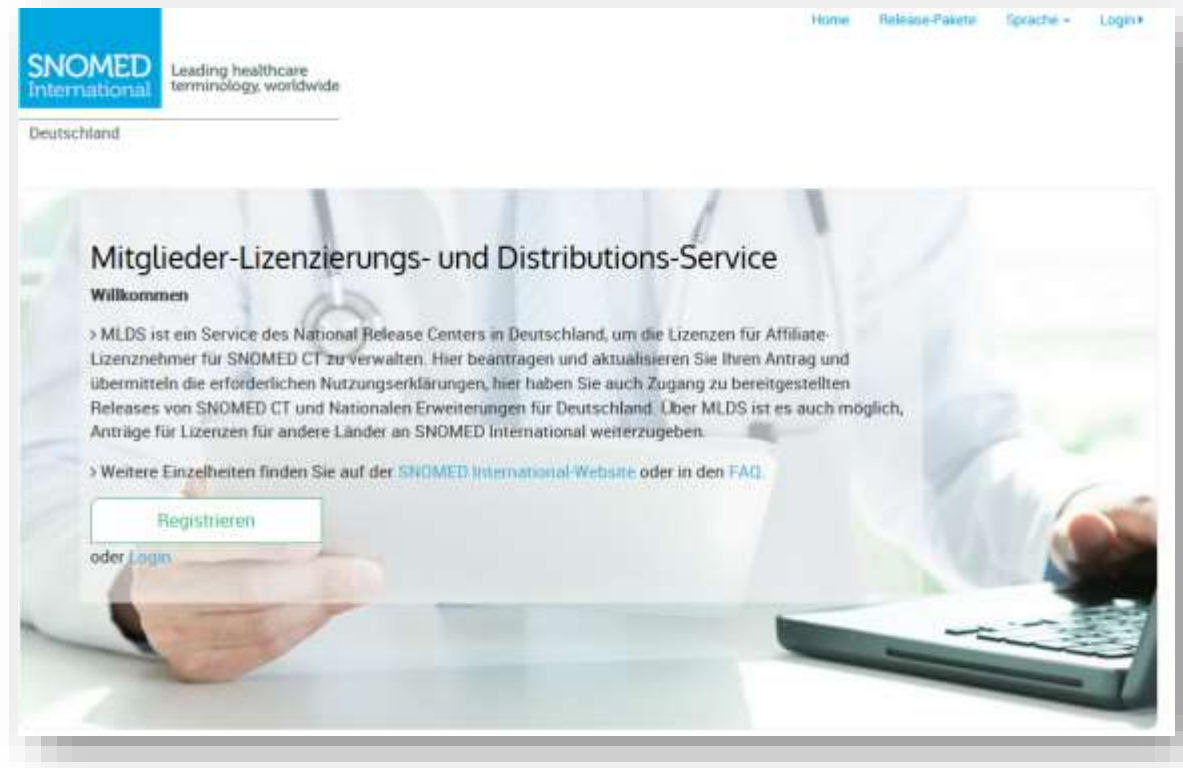 Home Release-Pakete Sprache Login
SNOMED
International
Leading healthcare
terminology, worldwide
Deutschland
Mitglieder-Lizenzierungs- und Distributions-Service
Willkommen
> MLDS ist ein Service des National Release Centers in Deutschland, um die Lizenzen für Affiliate-
Lizenznehmer für SNOMED CT zu verwalten. Hier beantragen und aktualisieren Sie Ihren Antrag und
übermitteln die erforderlichen Nutzungserklärungen, hier haben Sie auch Zugang zu bereitgestellten
Releases von SNOMED CT und Nationalen Erweiterungen für Deutschland. Über MLDS ist es auch möglich,
Anträge für Lizenzen für andere Länder an SNOMED International weiterzugeben.
> Weitere Einzelheiten finden Sie auf der SNOMED International-Website oder in den FAQ.
Registrieren
oder Login